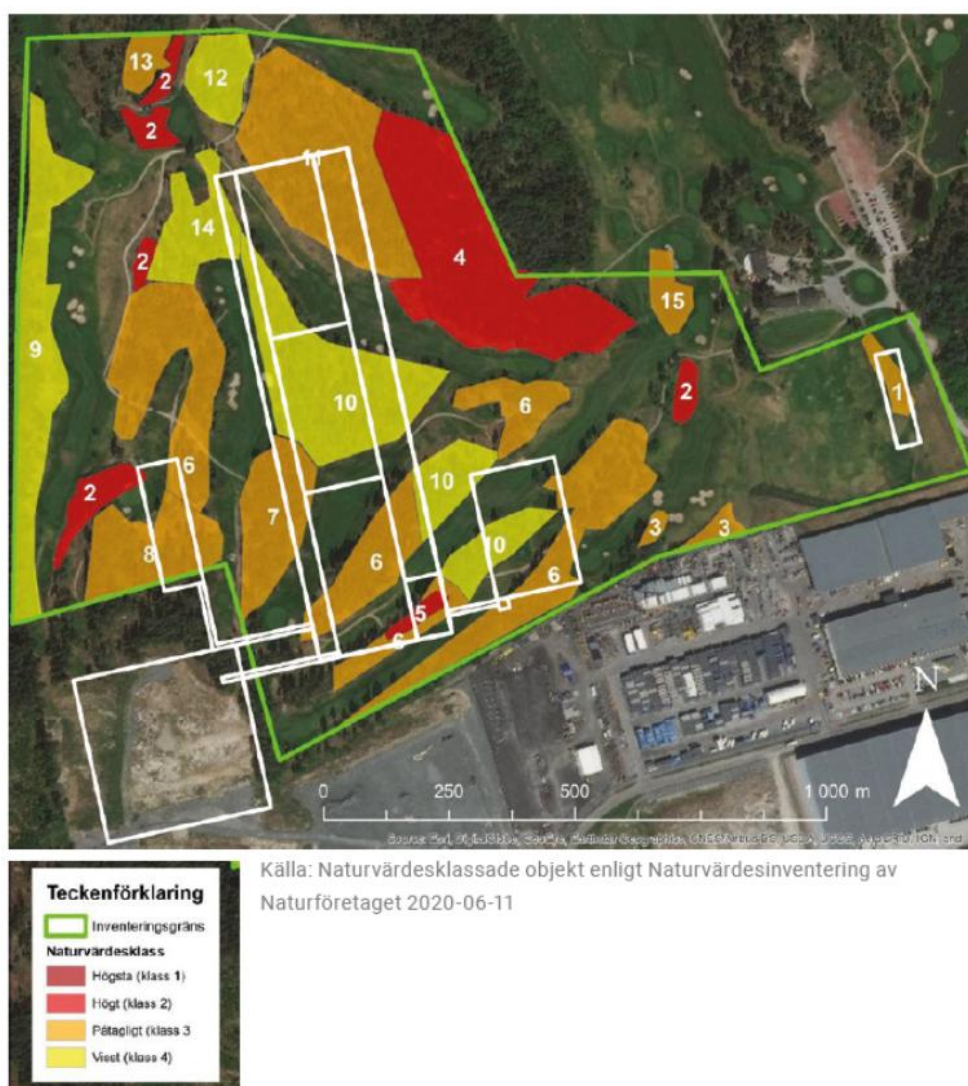 13
2
12
2
11
14
4
2
15
9
2
1
10
6
6
2
10
7
3
3
8
6
10
6
5
6
N
0 250 500 1 000 m
Källa: Naturvärdesklassade objekt enligt Naturvärdesinventering av
Naturföretaget 2020-06-11
Teckenförklaring
Inventeringsgräns
Naturvärdesklass
Högsta (klass 1)
Högt (klass 2)
Påtagligt (klass 3
Visst (klass 4)